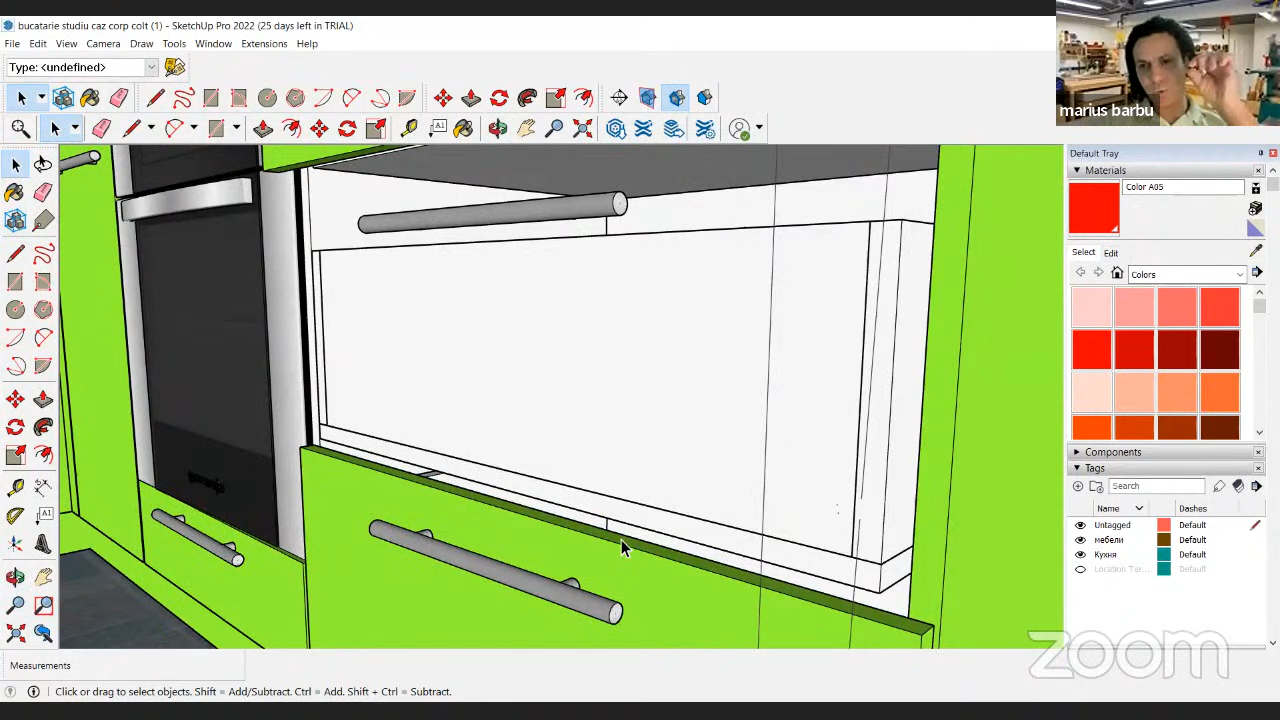 bucatarie studiu caz corp colt (1) - SketchUp Pro 2022 (25 days left in TRIAL)
File Edit View Camera Draw Tools Window Extensions Help
Type: <undefined>
marius barbu
Default Tray
Materials
Color A05
Select Edit
Colors
Components
Tags
Search
Name Dashes
Untagged Default
мебели Default
Кухня Default
Location Ter... Default
zoom
Measurements
Click or drag to select objects. Shift = Add/Subtract. Ctrl = Add. Shift + Ctrl = Subtract.